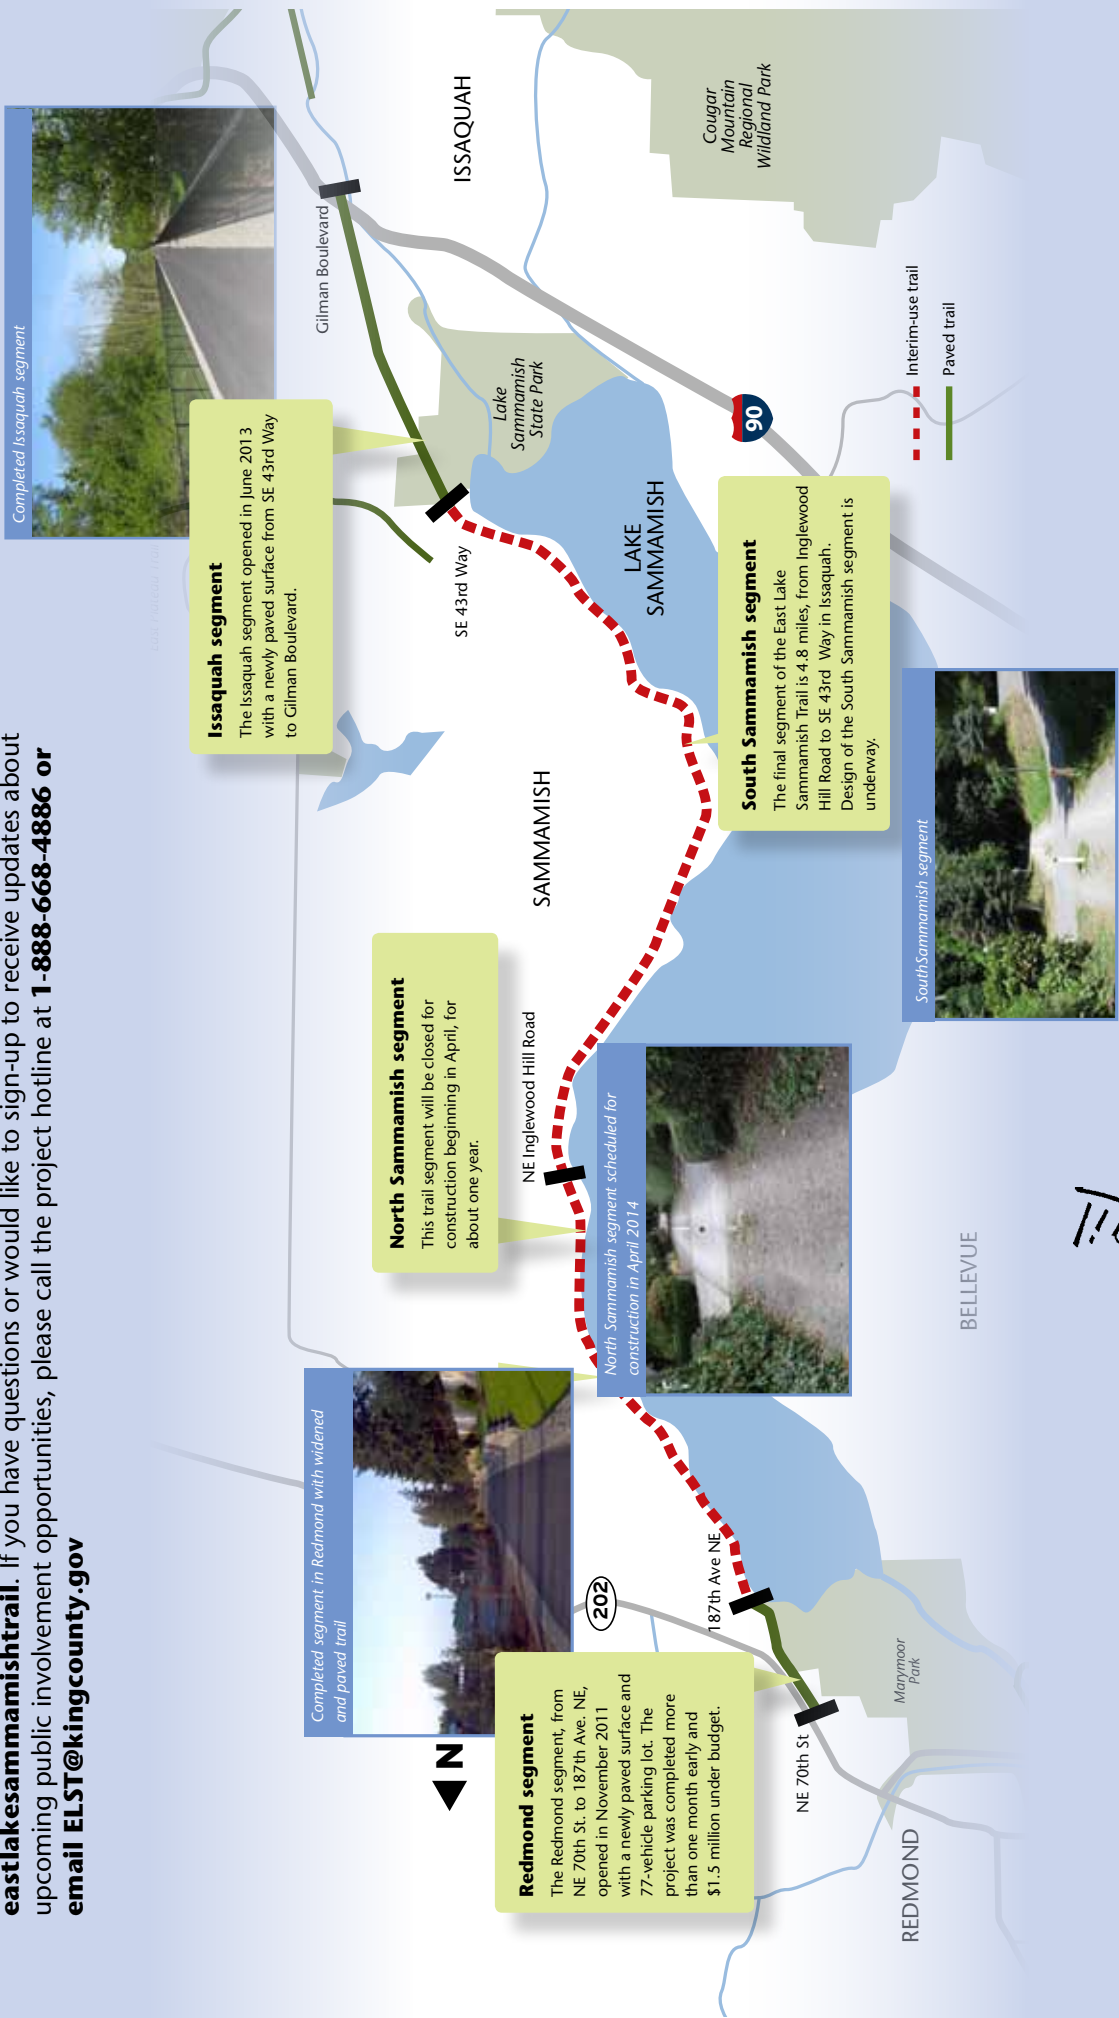 eastlakesammamishtrail. If you have questions or would like to sign-up to receive updates about
upcoming public involvement opportunities, please call the project hotline at 1-888-668-4886 or
email ELST@kingcounty.gov
Completed segment in Redmond with widened
and paved trail
N
Redmond segment
The Redmond segment, from
NE 70th St. to 187th Ave. NE,
opened in November 2011
with a newly paved surface and
77-vehicle parking lot. The
project was completed more
than one month early and
$1.5 million under budget.
202
187th Ave NE
NE 70th St
REDMOND
Marymoor
Park
North Sammamish segment
This trail segment will be closed for
construction beginning in April, for
about one year.
NE Inglewood Hill Road
North Sammamish segment scheduled for
construction in April 2014
BELLEVUE
SAMMAMISH
Completed Issaquah segment
Issaquah segment
The Issaquah segment opened in June 2013
with a newly paved surface from SE 43rd Way
to Gilman Boulevard.
Gilman Boulevard
SE 43rd Way
ISSAQUAH
Lake
Sammamish
State Park
LAKE
SAMMAMISH
Cougar
Mountain
Regional
Wildland Park
90
South Sammamish segment
The final segment of the East Lake
Sammamish Trail is 4.8 miles, from Inglewood
Hill Road to SE 43rd Way in Issaquah.
Design of the South Sammamish segment is
underway.
SouthSammamish segment
Interim-use trail
Paved trail